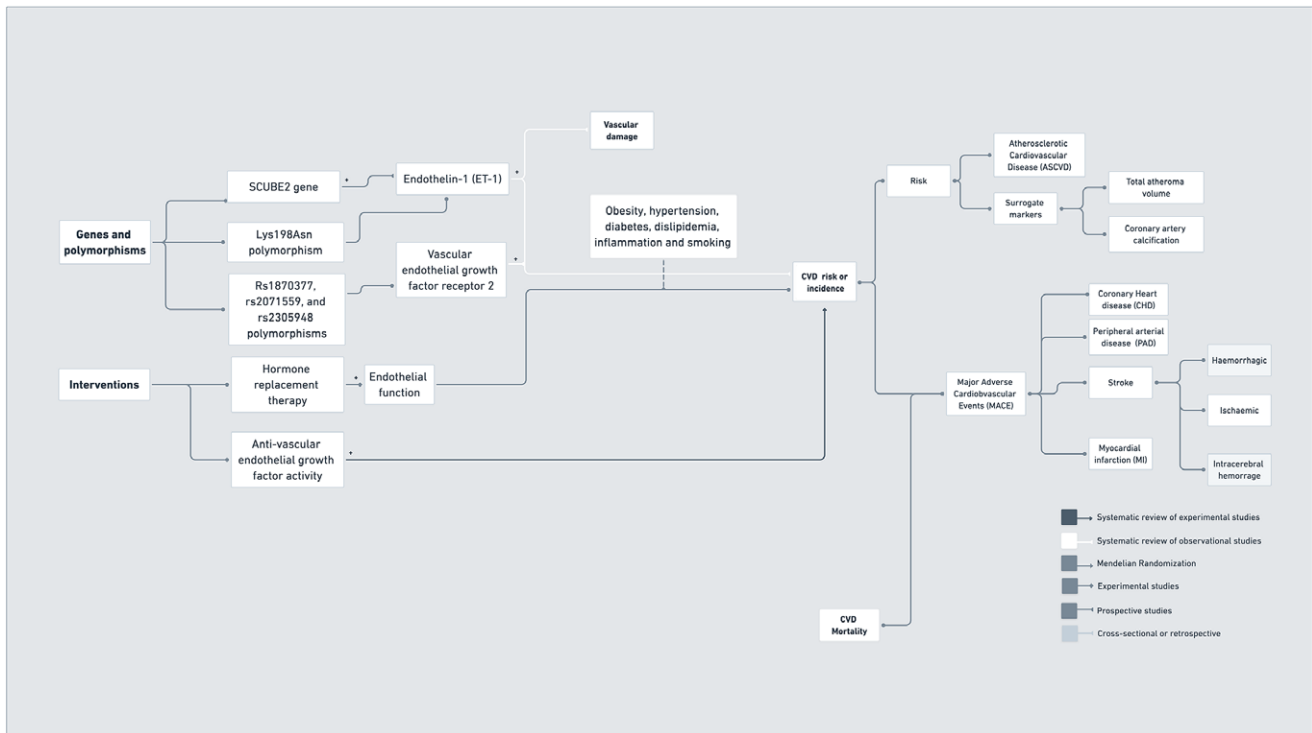 Vascular
damage
Atherosclerotic
Cardiovascular
Disease (ASCVD)
Risk
Surrogate
markers
Total atheroma
volume
Coronary artery
calcification
SCUBE2 gene
+
Endothelin-1 (ET-1)
+
Genes and
polymorphisms
Lys198Asn
polymorphism
Obesity, hypertension,
diabetes, dislipidemia,
inflammation and smoking
Rs1870377,
rs2071559, and
rs2305948
polymorphisms
Vascular
endothelial growth
factor receptor 2
+
CVD risk or
incidence
Coronary Heart
disease (CHD)
Peripheral arterial
disease (PAD)
Interventions
Hormone
replacement
therapy
+
Endothelial
function
Major Adverse
Cardiobvascular
Events (MACE)
Stroke
Haemorrhagic
Ischaemic
Intracerebral
hemorrage
Myocardial
infarction (MI)
Anti-vascular
endothelial growth
factor activity
+
CVD
Mortality
Systematic review of experimental studies
Systematic review of observational studies
Mendelian Randomization
Experimental studies
Prospective studies
Cross-sectional or retrospective